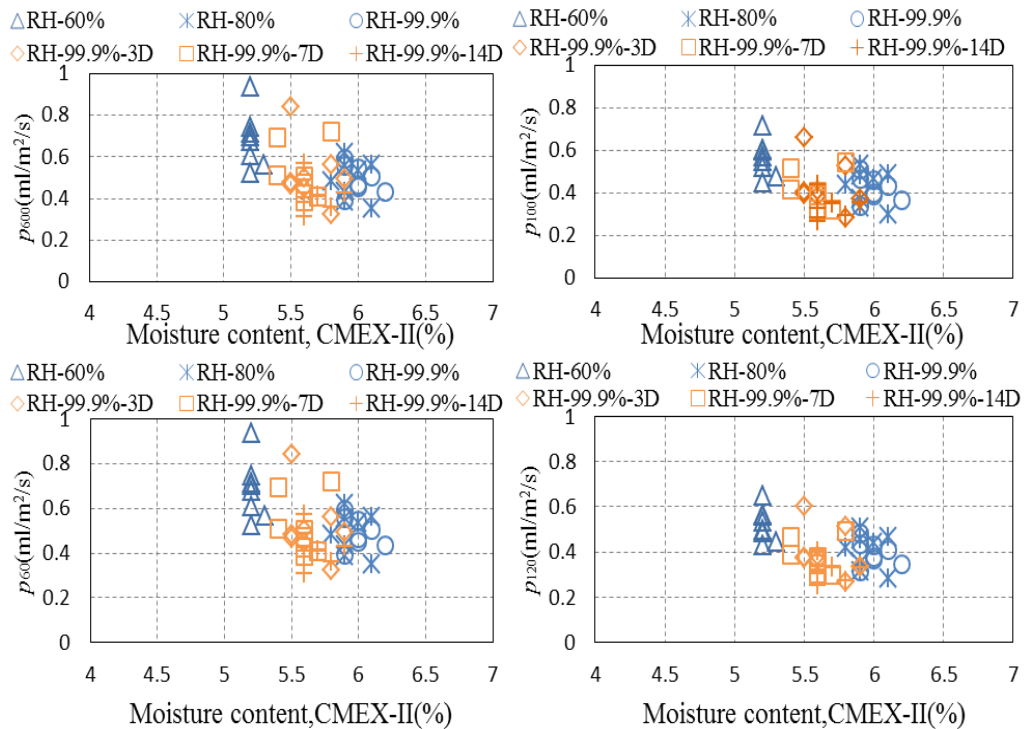 RH-60% RH-80% RH-99.9%
RH-99.9%-3D RH-99.9%-7D RH-99.9%-14D
1
0.8
0.6
0.4
0.2
0
p600(ml/m²/s)
4 4.5 5 5.5 6 6.5 7
Moisture content, CMEX-II(%)
RH-60% RH-80% RH-99.9%
RH-99.9%-3D RH-99.9%-7D RH-99.9%-14D
1
0.8
0.6
0.4
0.2
0
p100(ml/m²/s)
4 4.5 5 5.5 6 6.5 7
Moisture content,CMEX-II(%)
RH-60% RH-80% RH-99.9%
RH-99.9%-3D RH-99.9%-7D RH-99.9%-14D
1
0.8
0.6
0.4
0.2
0
p60(ml/m²/s)
4 4.5 5 5.5 6 6.5 7
Moisture content,CMEX-II(%)
RH-60% RH-80% RH-99.9%
RH-99.9%-3D RH-99.9%-7D RH-99.9%-14D
1
0.8
0.6
0.4
0.2
0
p120(ml/m²/s)
4 4.5 5 5.5 6 6.5 7
Moisture content,CMEX-II(%)